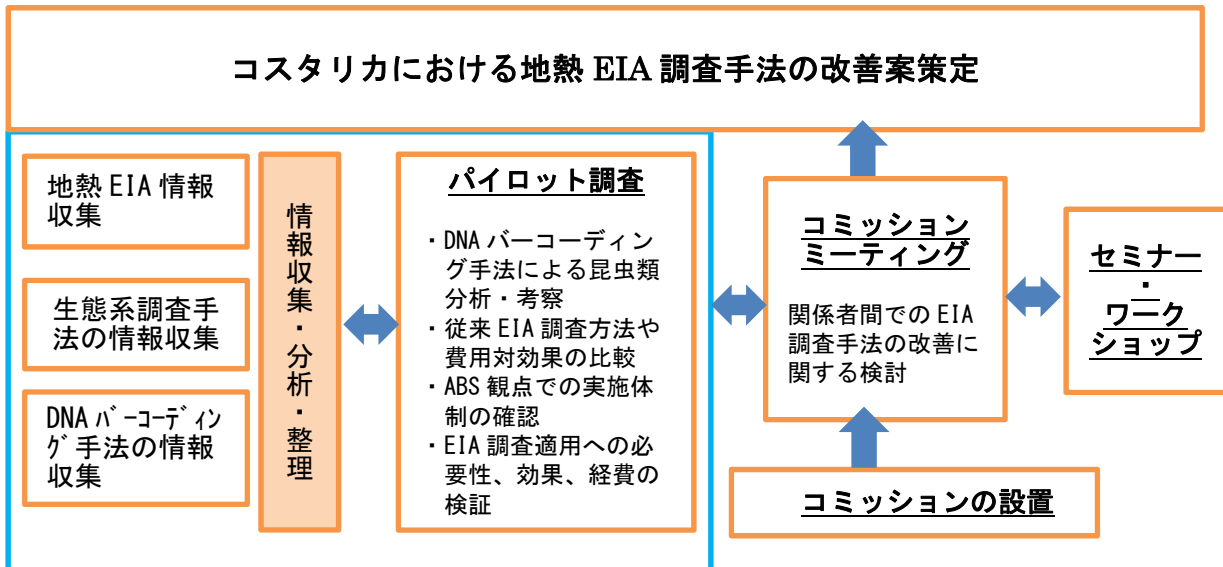 コスタリカにおける地熱 EIA 調査手法の改善案策定
地熱 EIA 情報
収集
生態系調査手
法の情報収集
DNA ﾊﾞｰｺｰﾃﾞｨﾝ
ｸﾞ手法の情報
収集
情報収集・分析・整理
パイロット調査
・DNA バーコーディン
グ手法による昆虫類
分析・考察
・従来 EIA 調査方法や
費用対効果の比較
・ABS 観点での実施体
制の確認
・EIA 調査適用への必
要性、効果、経費の
検証
コミッション
ミーティング
関係者間での EIA
調査手法の改善に
関する検討
コミッションの設置
セミナー
・
ワーク
ショップ